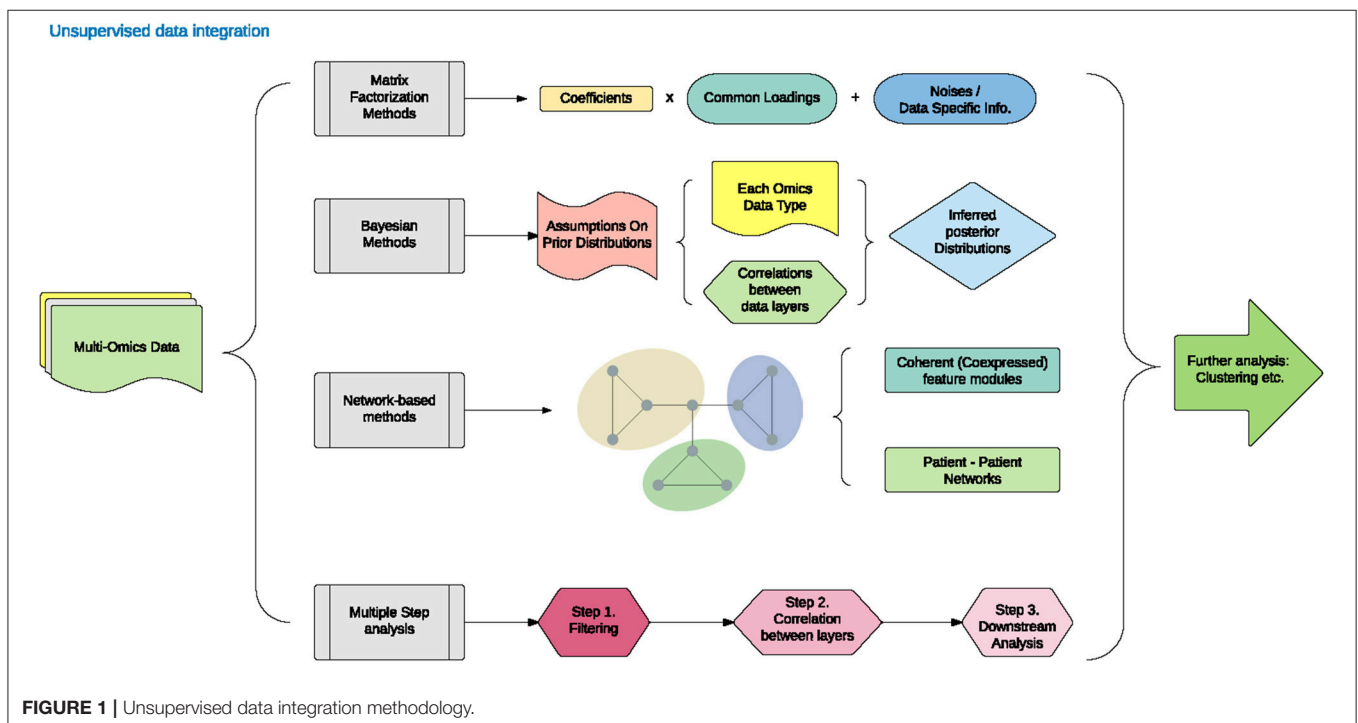 Unsupervised data integration
Matrix
Factorization
Methods
Coefficients
x
Common Loadings
+
Noises /
Data Specific Info.
Bayesian
Methods
Assumptions On
Prior Distributions
Each Omics
Data Type
Correlations
between
data layers
Inferred
posterior
Distributions
Multi-Omics Data
Network-based
methods
Coherent (Coexpressed)
feature modules
Patient - Patient
Networks
Further analysis:
Clustering etc.
Multiple Step
analysis
Step 1.
Filtering
Step 2.
Correlation
between layers
Step 3.
Downstream
Analysis
FIGURE 1 | Unsupervised data integration methodology.